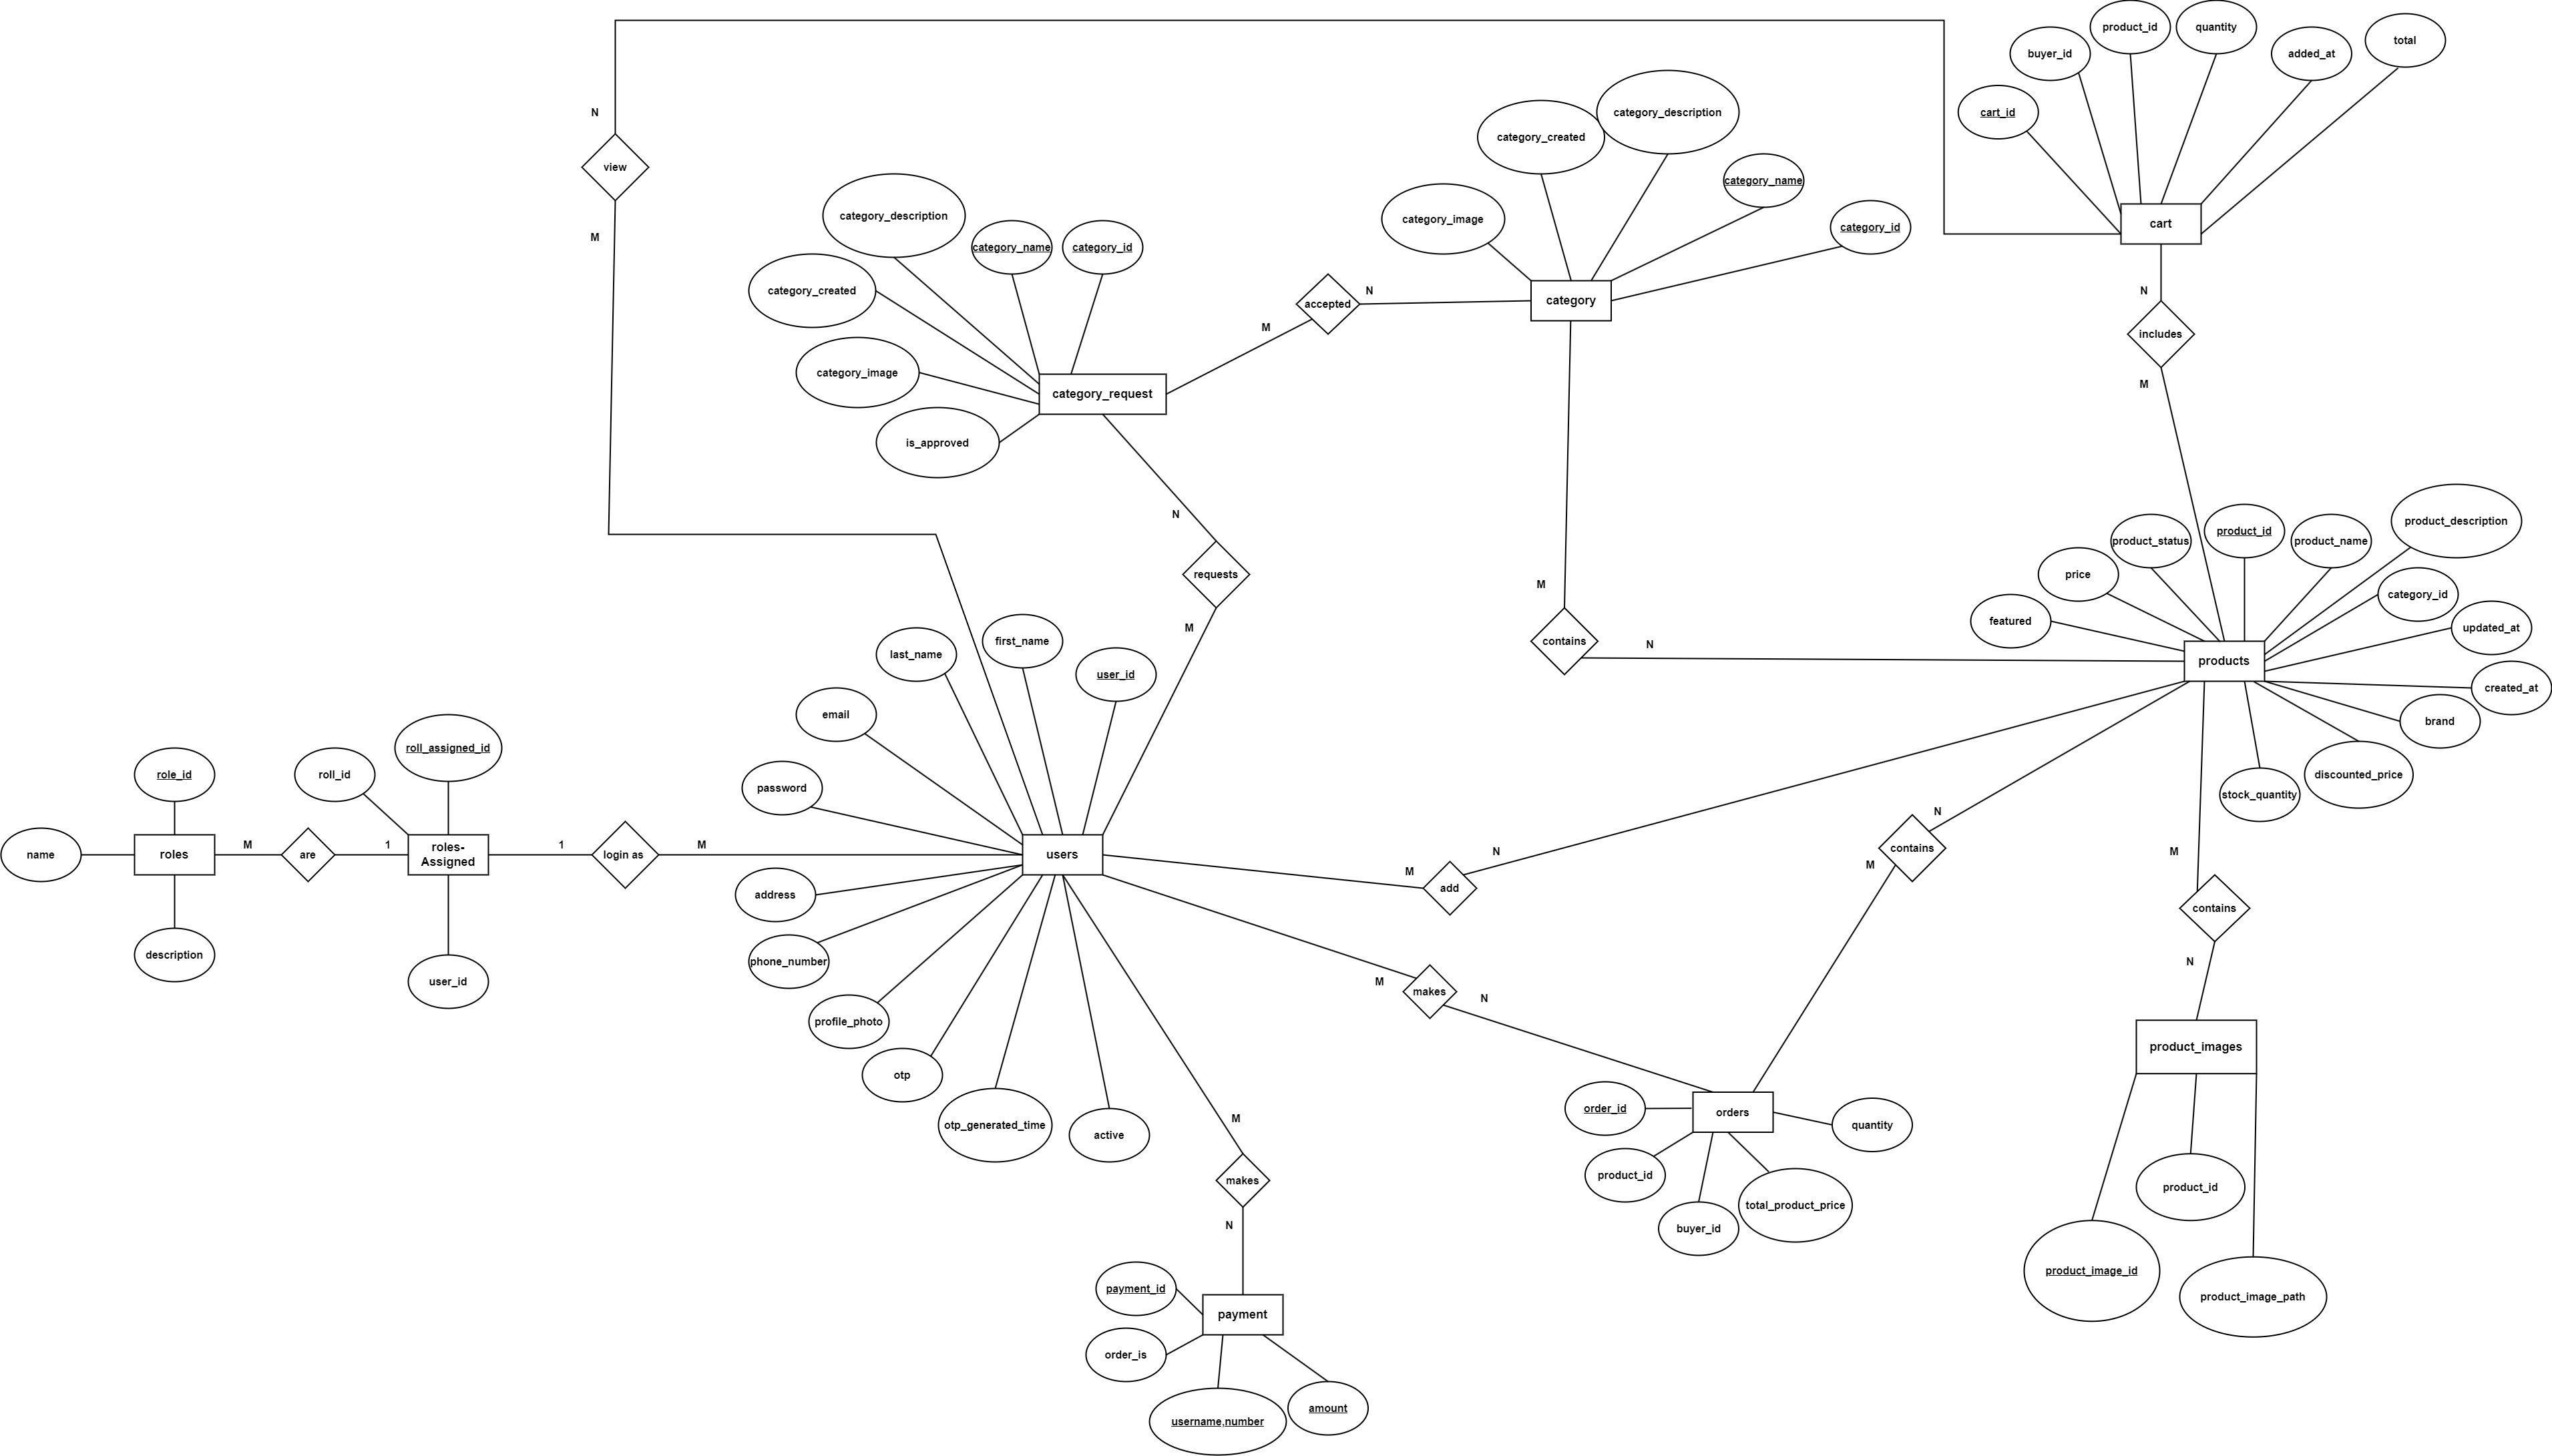 product_id
quantity
total
buyer_id
added_at
cart_id
N
category_description
category_created
view
category_name
category_description
category_image
cart
category_id
M
category_name
category_id
category_created
N
category
N
accepted
M
includes
category_image
M
category_request
is_approved
N
product_description
product_status
product_id
product_name
requests
price
M
category_id
featured
M
updated_at
first_name
contains
N
last_name
user_id
products
created_at
email
brand
roll_assigned_id
role_id
roll_id
discounted_price
password
stock_quantity
N
M
1
1
M
contains
N
M
name
roles
are
roles-
Assigned
login as
users
M
M
add
address
contains
description
phone_number
N
user_id
M
makes
N
profile_photo
product_images
otp
order_id
orders
otp_generated_time
active
M
quantity
product_id
makes
product_id
total_product_price
N
buyer_id
payment_id
product_image_id
payment
product_image_path
order_is
username,number
amount